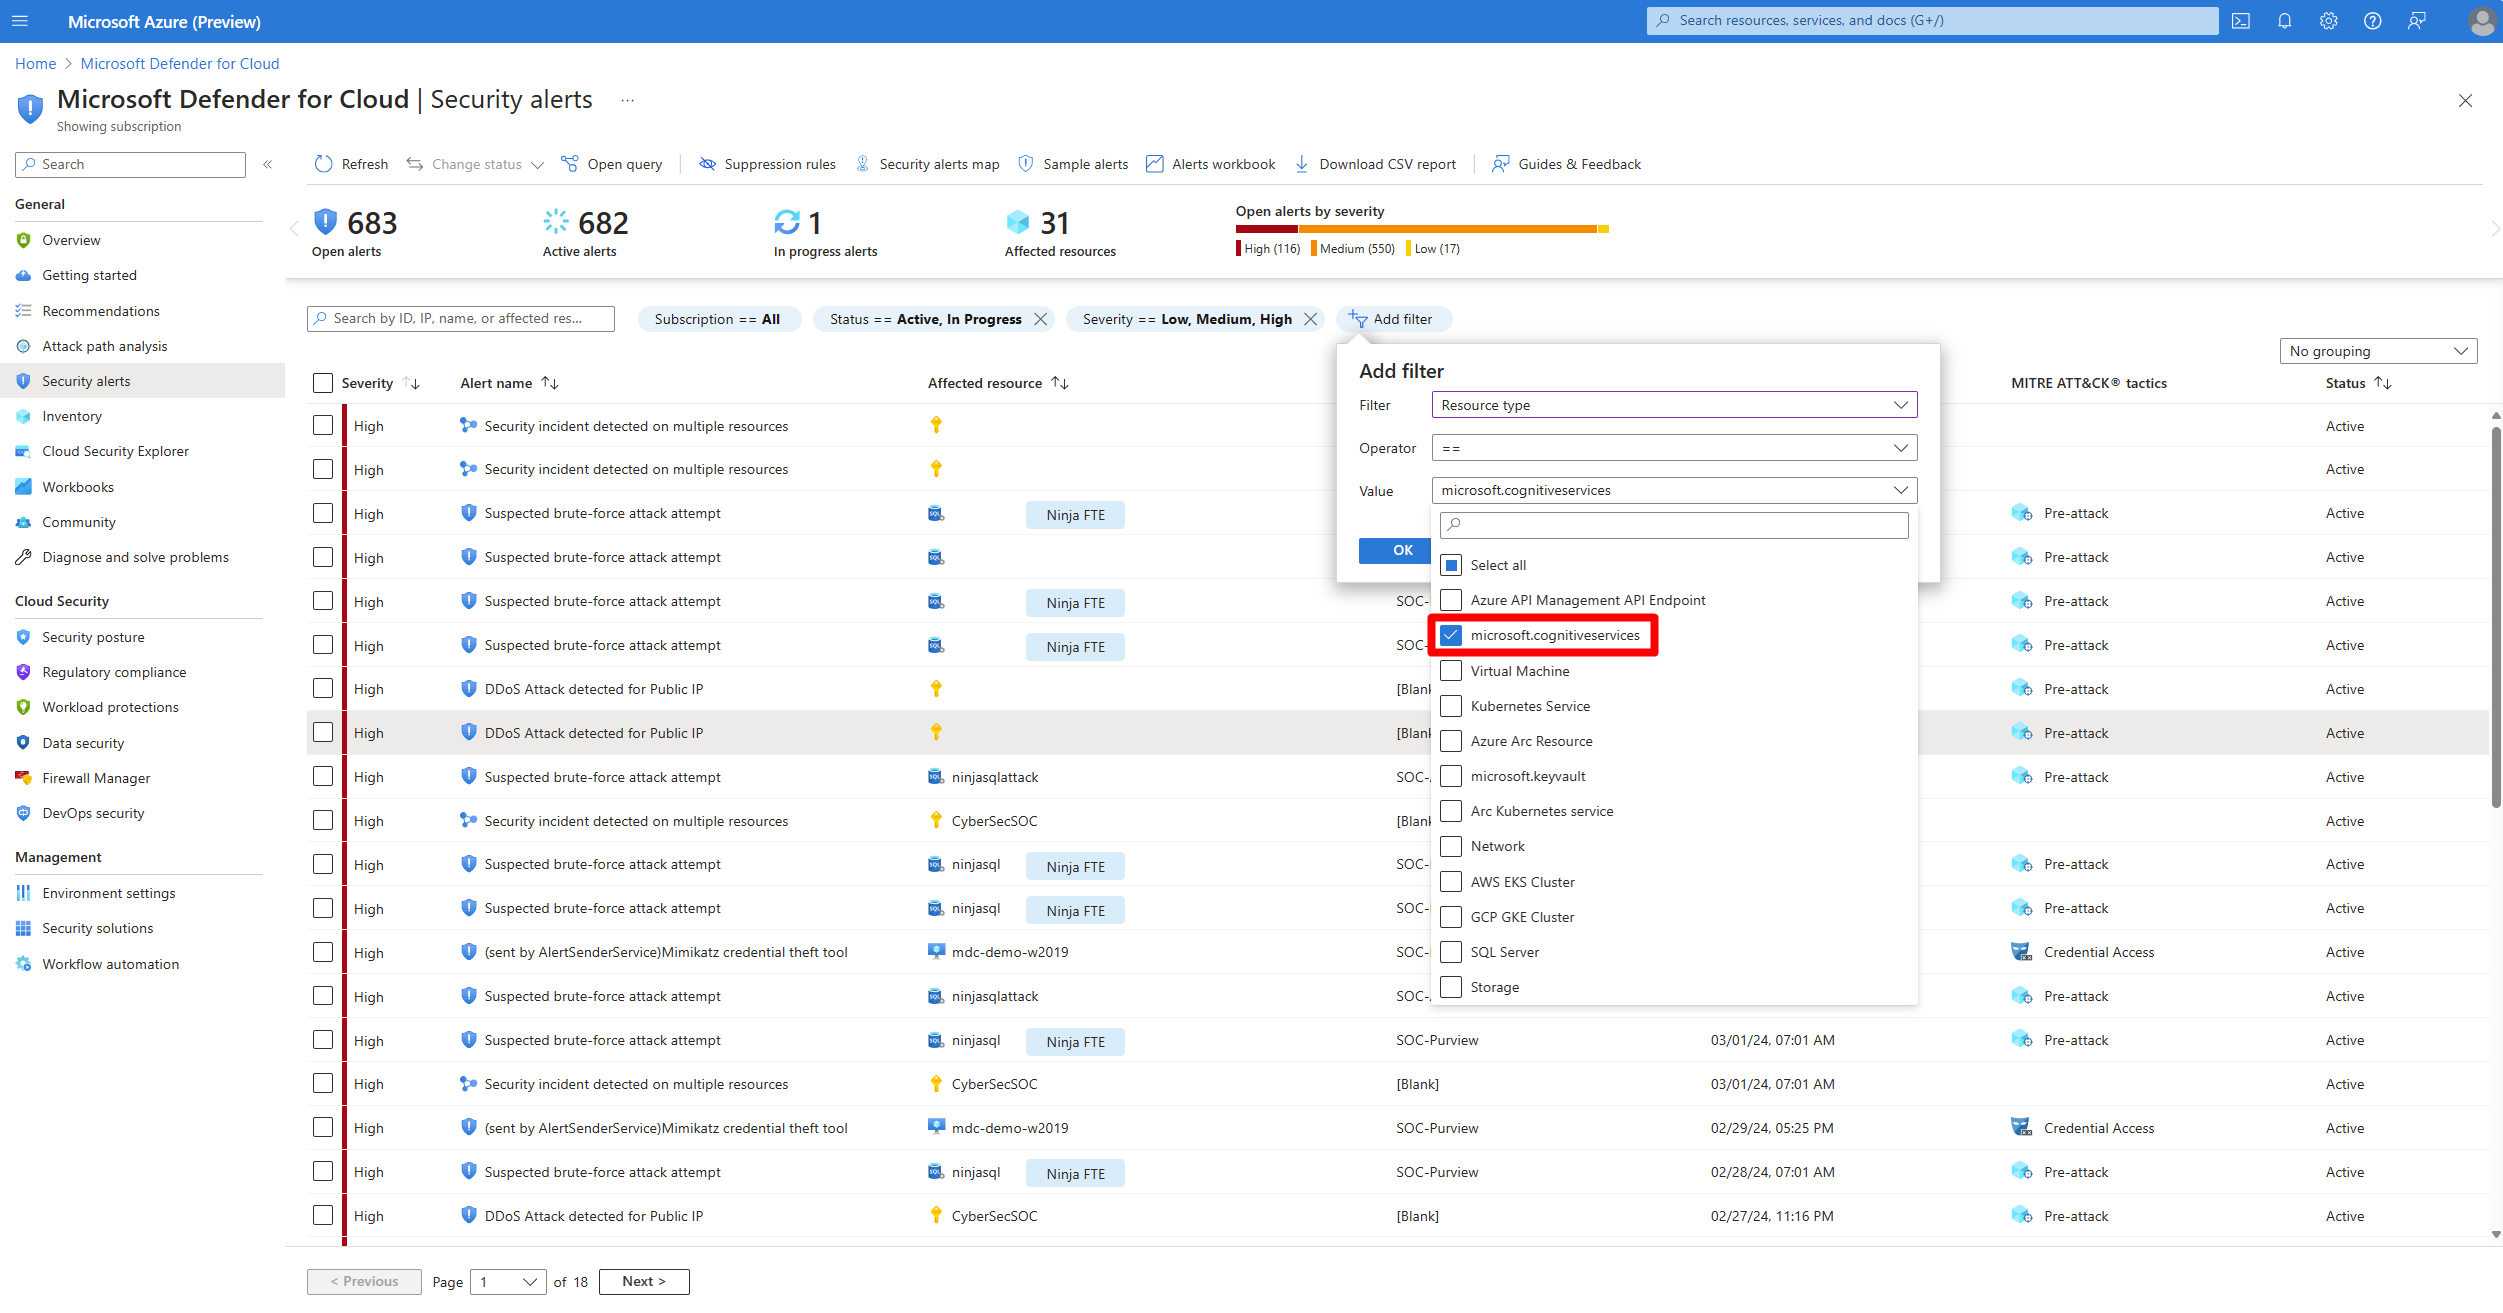 Microsoft Azure (Preview)
Search resources, services, and docs (G+/)
Home > Microsoft Defender for Cloud
Microsoft Defender for Cloud | Security alerts ...
Showing subscription
Search
«
General
Overview
Getting started
Recommendations
Attack path analysis
Security alerts
Inventory
Cloud Security Explorer
Workbooks
Community
Diagnose and solve problems
Cloud Security
Security posture
Regulatory compliance
Workload protections
Data security
Firewall Manager
DevOps security
Management
Environment settings
Security solutions
Workflow automation
Refresh Change status Open query Suppression rules Security alerts map Sample alerts Alerts workbook Download CSV report Guides & Feedback
683 682 1 31
Open alerts Active alerts In progress alerts Affected resources
Open alerts by severity
High (116) Medium (550) Low (17)
Search by ID, IP, name, or affected res...
Subscription == All Status == Active, In Progress Severity == Low, Medium, High Add filter
No grouping
Severity Alert name Affected resource MITRE ATT&CK® tactics Status
High Security incident detected on multiple resources Active
High Security incident detected on multiple resources Active
High Suspected brute-force attack attempt Ninja FTE Pre-attack Active
High Suspected brute-force attack attempt Pre-attack Active
High Suspected brute-force attack attempt Ninja FTE SOC- Pre-attack Active
High Suspected brute-force attack attempt Ninja FTE SOC- Pre-attack Active
High DDoS Attack detected for Public IP [Blank Pre-attack Active
High DDoS Attack detected for Public IP [Blank Pre-attack Active
High Suspected brute-force attack attempt ninjasqlattack SOC- Pre-attack Active
High Security incident detected on multiple resources CyberSecSOC [Blank Active
High Suspected brute-force attack attempt ninjasql Ninja FTE SOC- Pre-attack Active
High Suspected brute-force attack attempt ninjasql Ninja FTE SOC- Pre-attack Active
High (sent by AlertSenderService)Mimikatz credential theft tool mdc-demo-w2019 SOC- Credential Access Active
High Suspected brute-force attack attempt ninjasqlattack SOC- Pre-attack Active
High Suspected brute-force attack attempt ninjasql Ninja FTE SOC-Purview 03/01/24, 07:01 AM Pre-attack Active
High Security incident detected on multiple resources CyberSecSOC [Blank] 03/01/24, 07:01 AM Active
High (sent by AlertSenderService)Mimikatz credential theft tool mdc-demo-w2019 SOC-Purview 02/29/24, 05:25 PM Credential Access Active
High Suspected brute-force attack attempt ninjasql Ninja FTE SOC-Purview 02/28/24, 07:01 AM Pre-attack Active
High DDoS Attack detected for Public IP CyberSecSOC [Blank] 02/27/24, 11:16 PM Pre-attack Active
Add filter
Filter Resource type
Operator ==
Value microsoft.cognitiveservices
OK
Select all
Azure API Management API Endpoint
microsoft.cognitiveservices
Virtual Machine
Kubernetes Service
Azure Arc Resource
microsoft.keyvault
Arc Kubernetes service
Network
AWS EKS Cluster
GCP GKE Cluster
SQL Server
Storage
< Previous Page 1 of 18 Next >